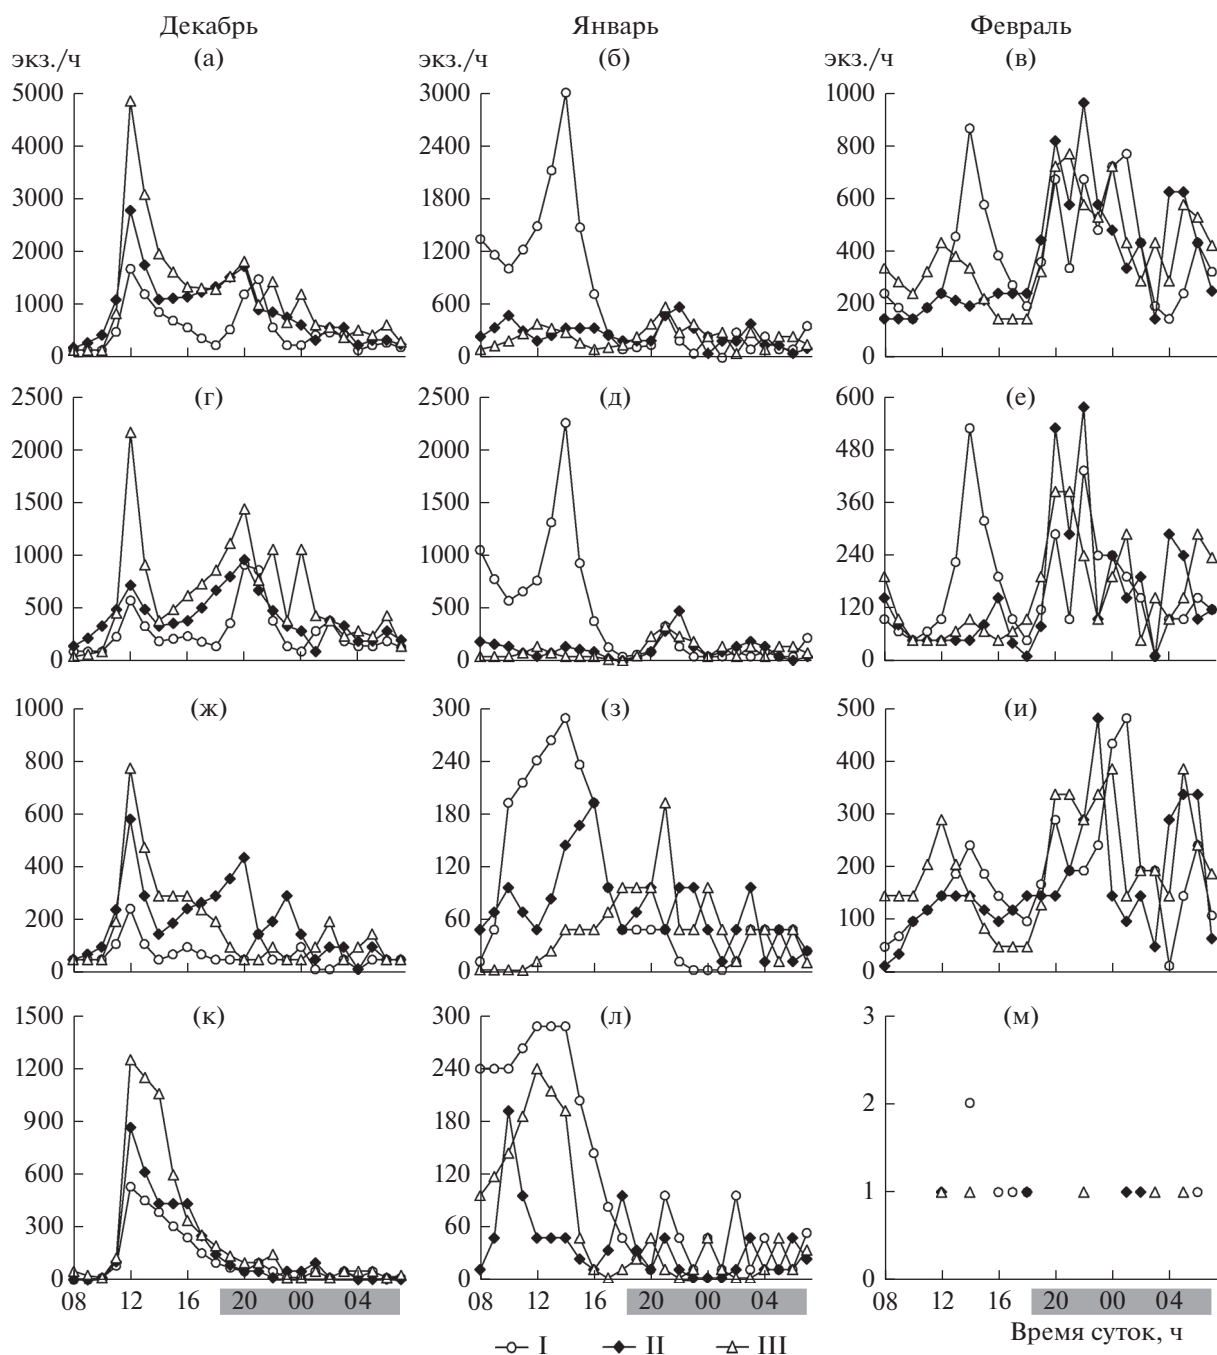 Декабрь Январь Февраль
экз./ч (а) (б) экз./ч (в)
5000 3000 1000
4000 2400 800
3000 1800 600
2000 1200 400
1000 600 200
0 0 0
(г) (д) (е)
2500 2500 600
2000 2000 480
1500 1500 360
1000 1000 240
500 500 120
0 0 0
(ж) (з) (и)
1000 300 500
800 240 400
600 180 300
400 120 200
200 60 100
0 0 0
(к) (л) (м)
1500 300 3
1200 240
900 180 2
600 120 1
300 60
0 0 0
08 12 16 20 00 04 08 12 16 20 00 04 08 12 16 20 00 04
Время суток, ч
I II III